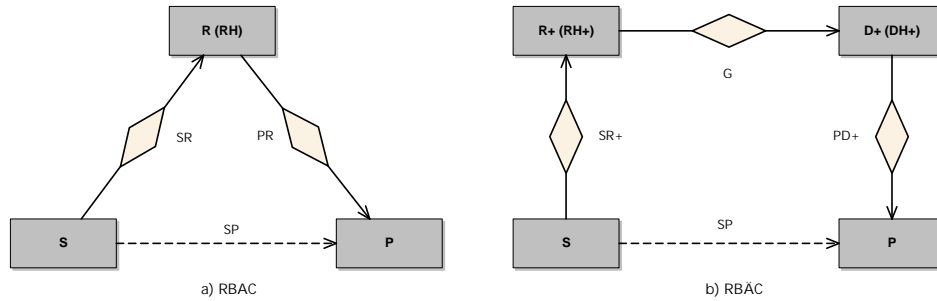 R (RH)
SR
PR
S
SP
P
a) RBAC
R+ (RH+)
G
D+ (DH+)
SR+
PD+
S
SP
P
b) RBÄC